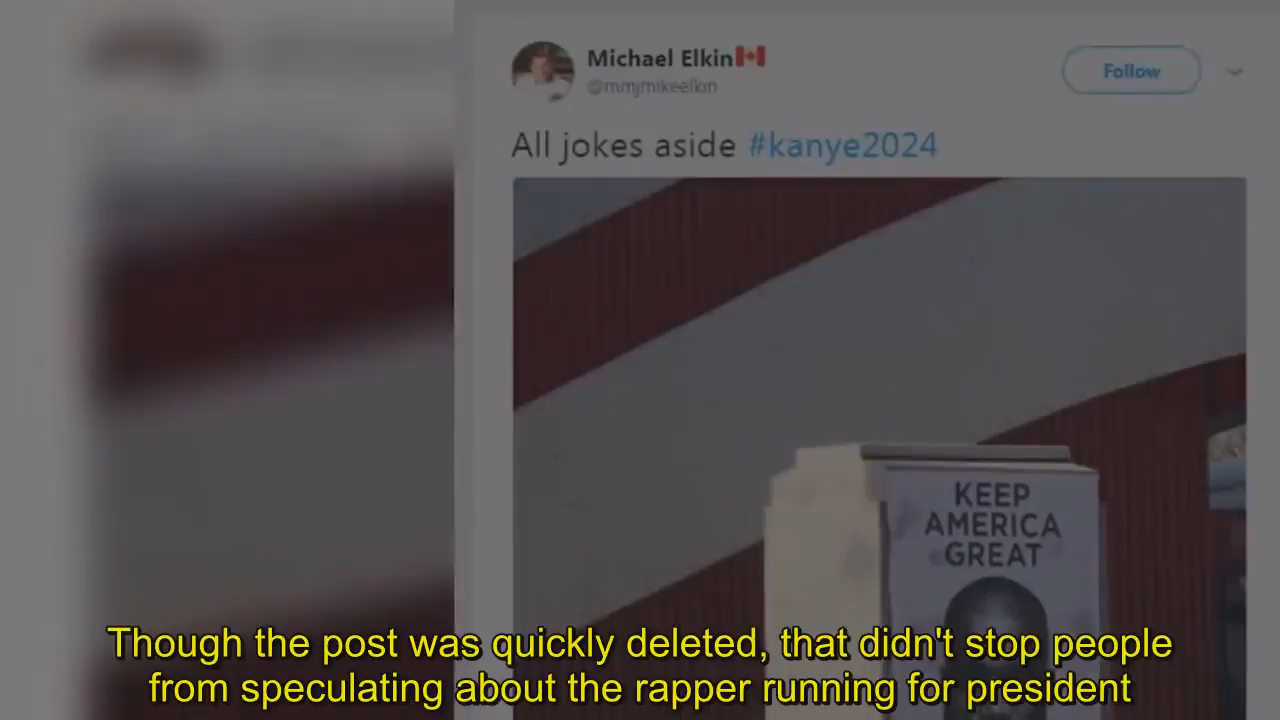 Michael Elkin
@mmjmikeelkin
Follow
All jokes aside #kanye2024
KEEP
AMERICA
GREAT
Though the post was quickly deleted, that didn't stop people
from speculating about the rapper running for president